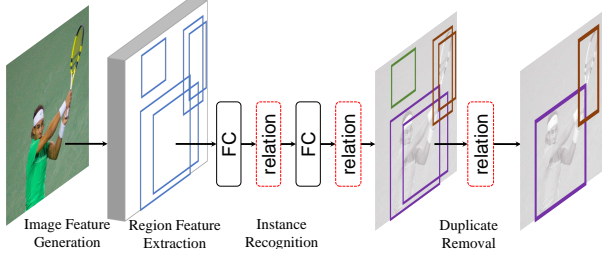 FC
relation
FC
relation
relation
Image Feature
Generation
Region Feature
Extraction
Instance
Recognition
Duplicate
Removal